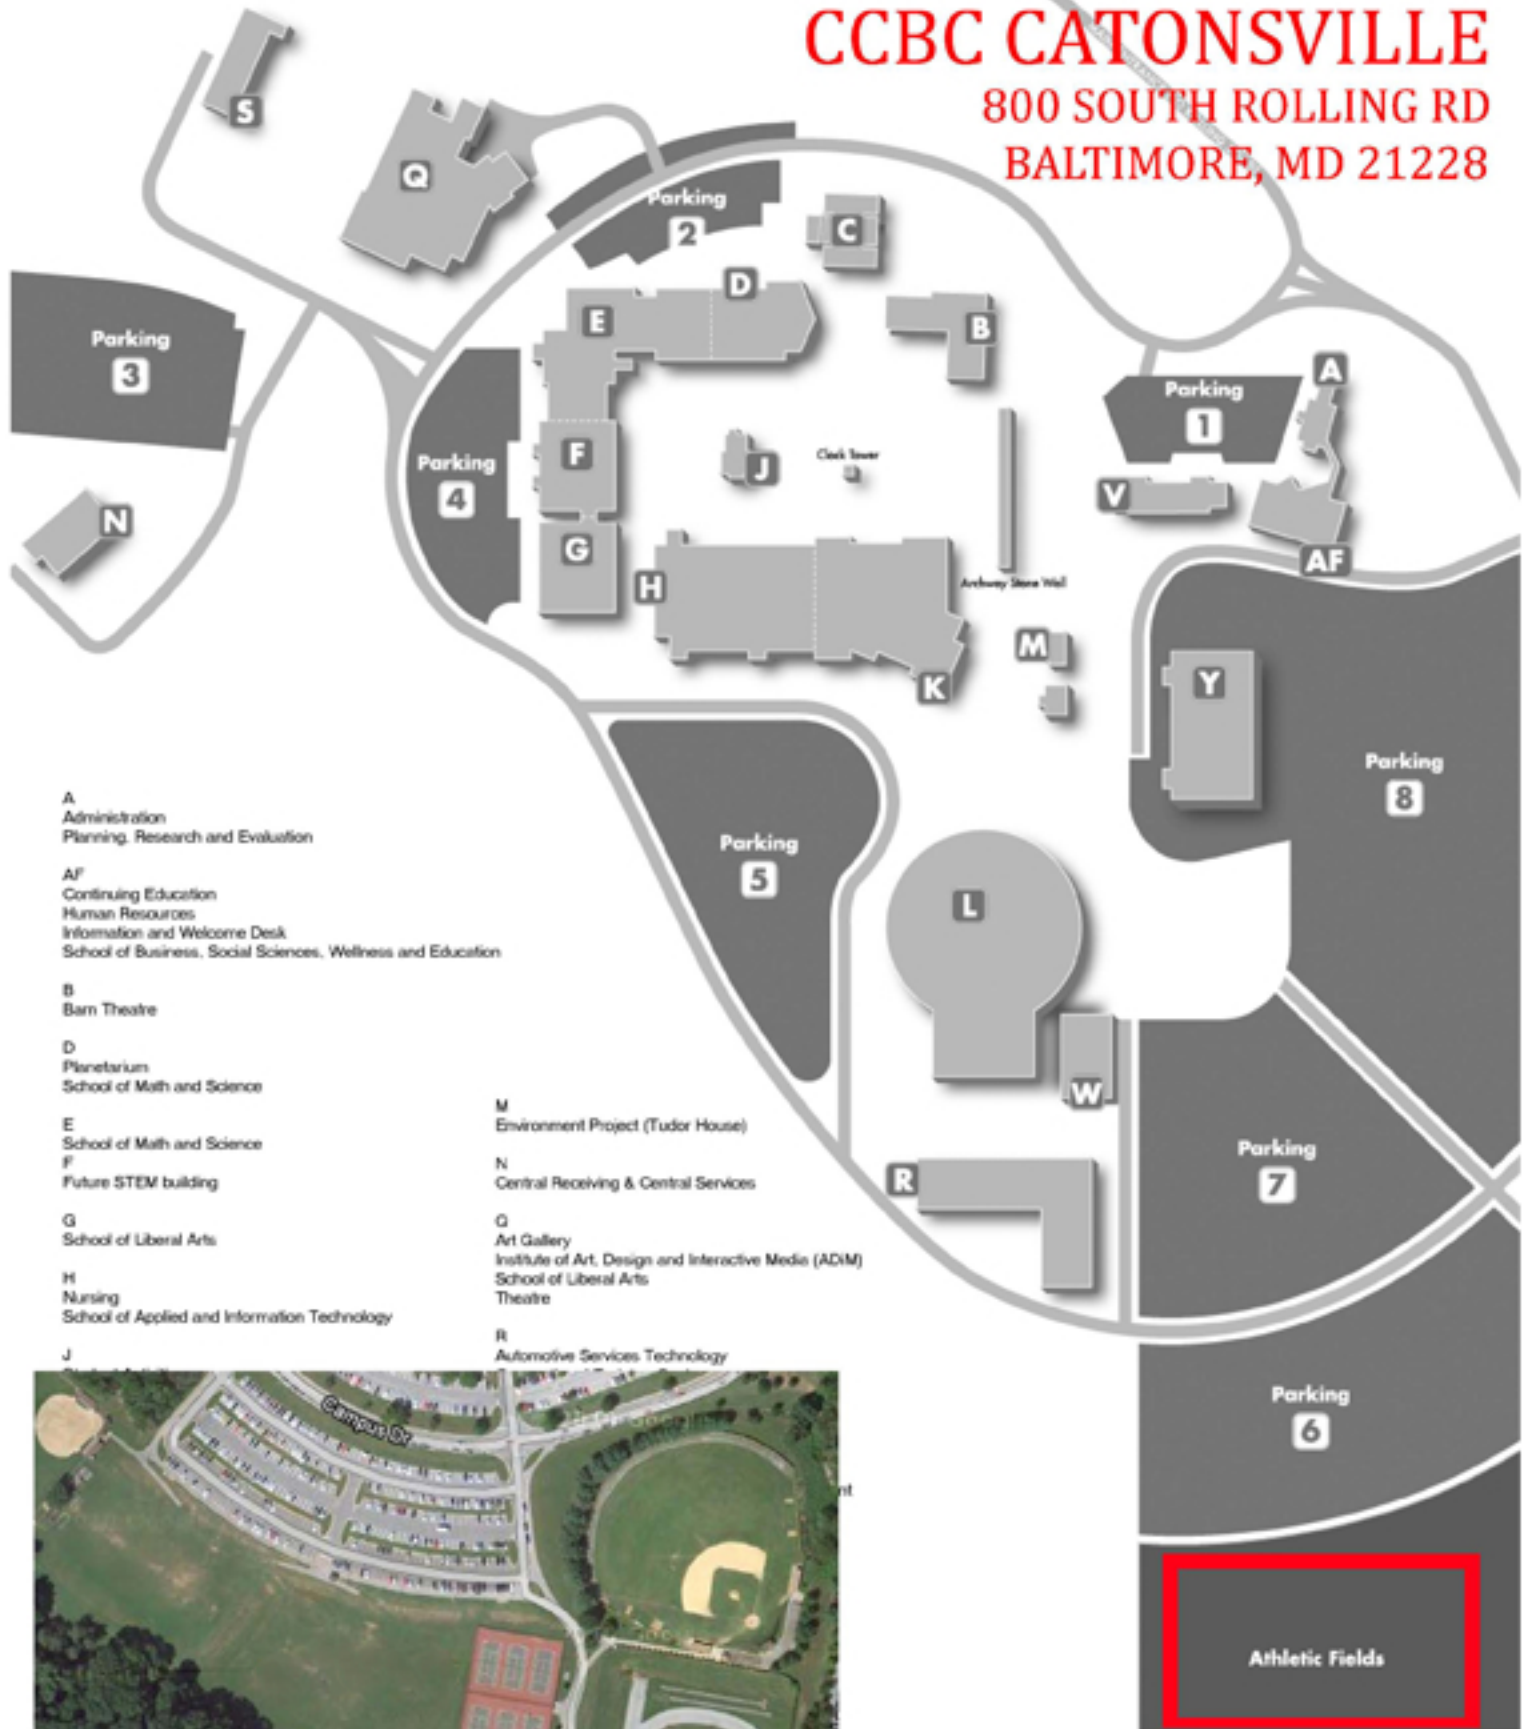 CCBC CATONSVILLE
800 SOUTH ROLLING RD
BALTIMORE, MD 21228
S
Q
Parking
2
C
D
E
B
Parking
3
A
Parking
1
F
J
Clock Tower
Parking
4
V
N
G
H
AF
Archway Stone Wall
M
Y
K
Parking
8
Parking
5
L
W
Parking
7
R
Parking
6
Athletic Fields
A
Administration
Planning, Research and Evaluation
AF
Continuing Education
Human Resources
Information and Welcome Desk
School of Business, Social Sciences, Wellness and Education
B
Barn Theatre
D
Planetarium
School of Math and Science
E
School of Math and Science
F
Future STEM building
G
School of Liberal Arts
H
Nursing
School of Applied and Information Technology
J
M
Environment Project (Tudor House)
N
Central Receiving & Central Services
Q
Art Gallery
Institute of Art, Design and Interactive Media (ADiM)
School of Liberal Arts
Theatre
R
Automotive Services Technology
nt
Campus Dr